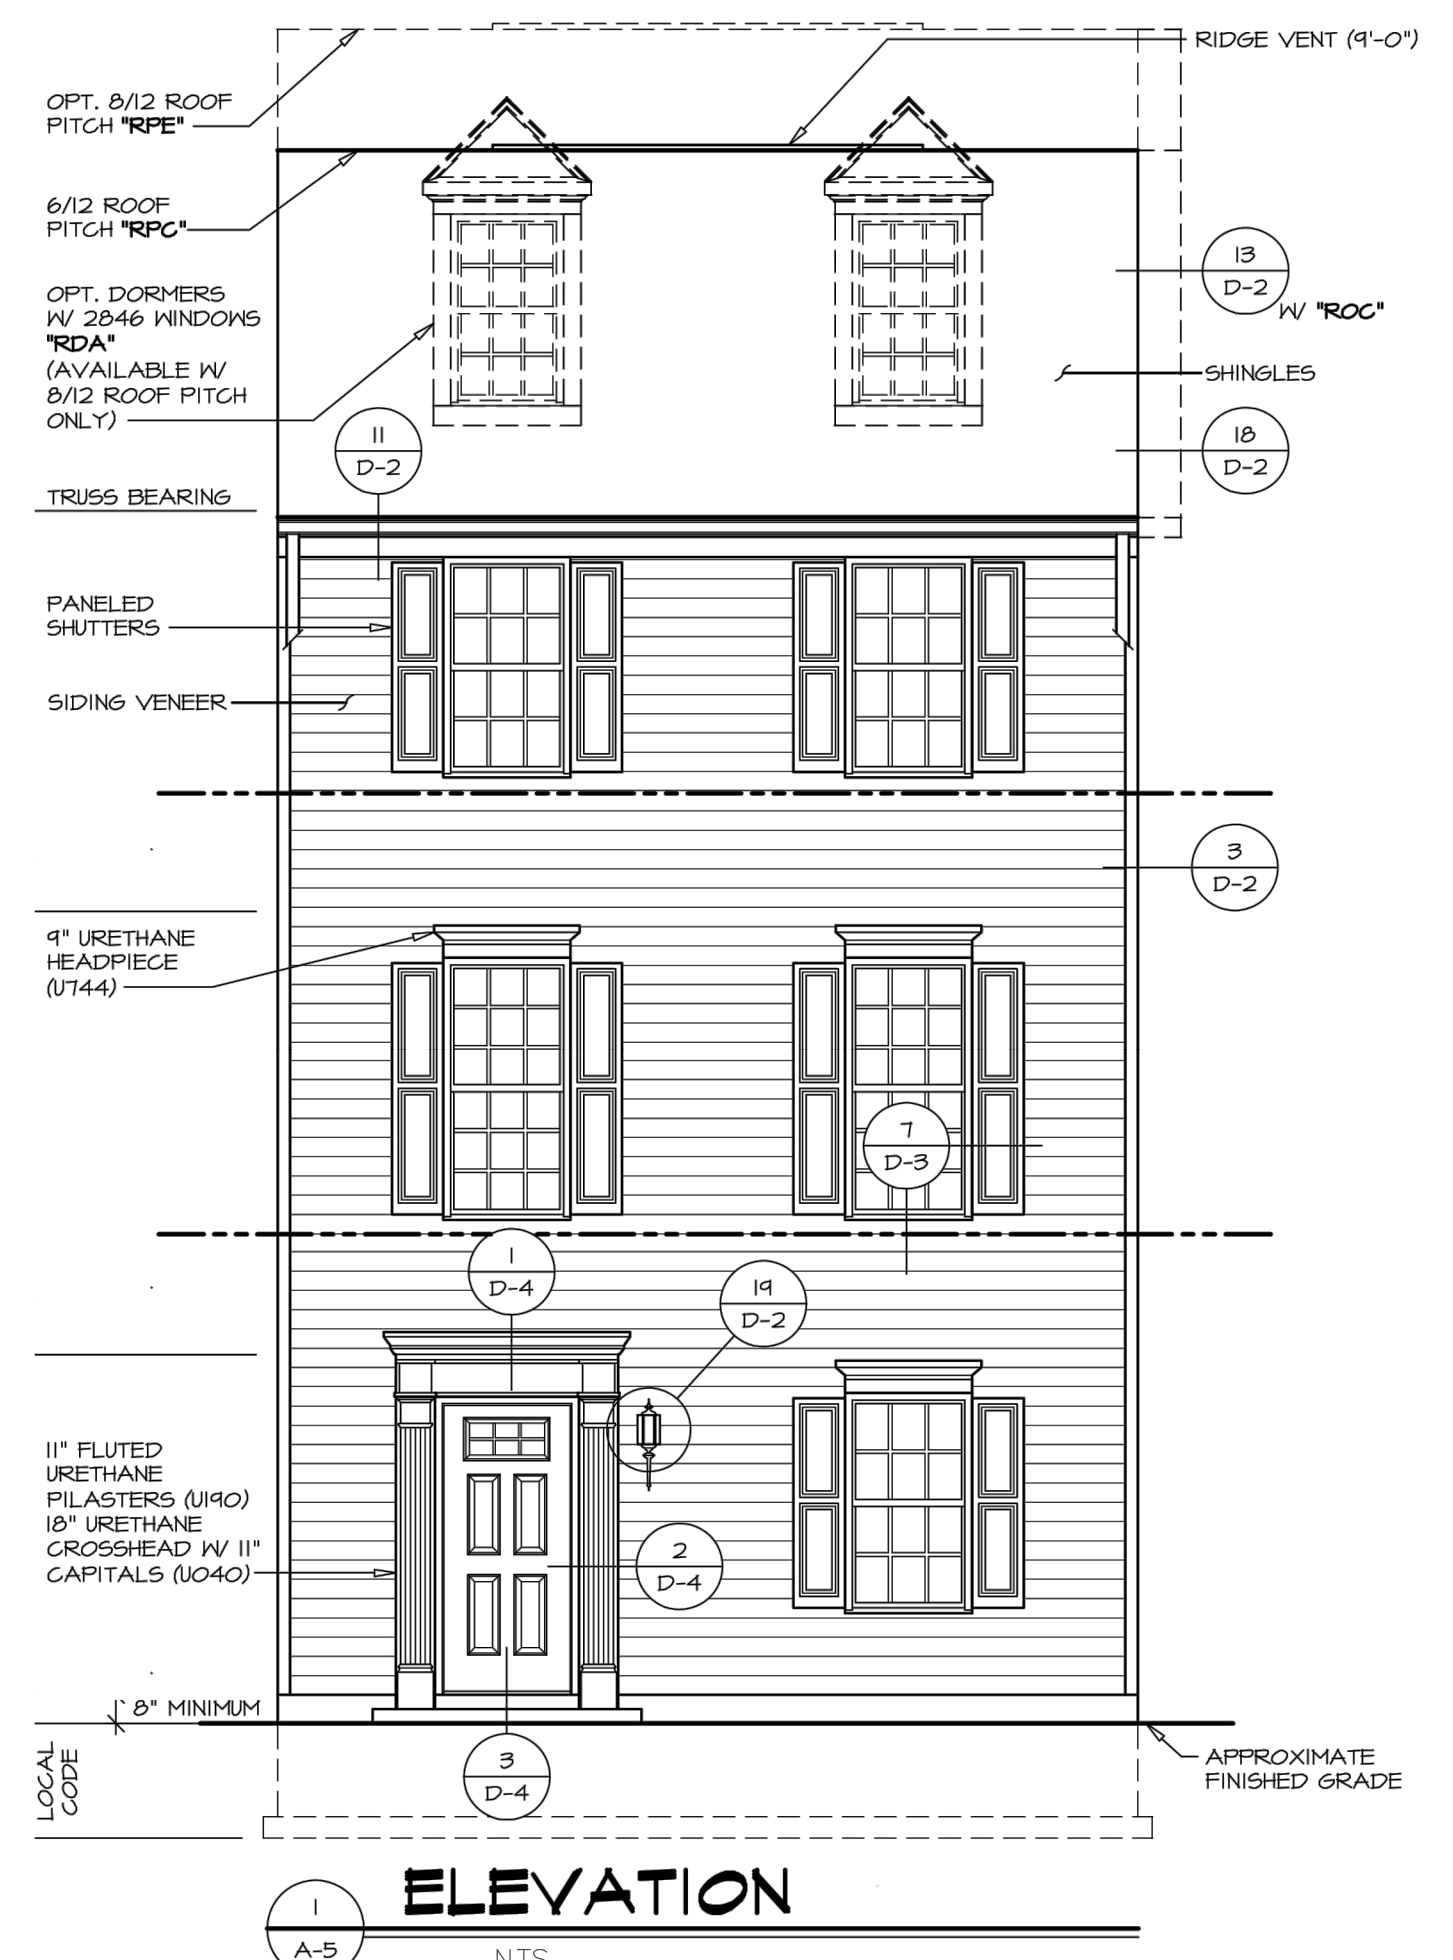 RIDGE VENT (9'-0")
OPT. 8/12 ROOF
PITCH "RPE"
6/12 ROOF
PITCH "RPC"
OPT. DORMERS
W/ 2846 WINDOWS
"RDA"
(AVAILABLE W/
8/12 ROOF PITCH
ONLY)
13
D-2
W/ "ROC"
SHINGLES
11
D-2
18
D-2
TRUSS BEARING
PANELED
SHUTTERS
SIDING VENEER
3
D-2
9" URETHANE
HEADPIECE
(U744)
7
D-3
1
D-4
19
D-2
11" FLUTED
URETHANE
PILASTERS (U190)
18" URETHANE
CROSSHEAD W/ 11"
CAPITALS (U040)
2
D-4
8" MINIMUM
LOCAL
CODE
3
D-4
APPROXIMATE
FINISHED GRADE
ELEVATION
1
A-5
NTS